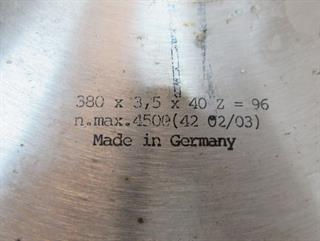 380 x 3,5 x 40 Z = 96
n.max.4500(42 02/03)
Made in Germany